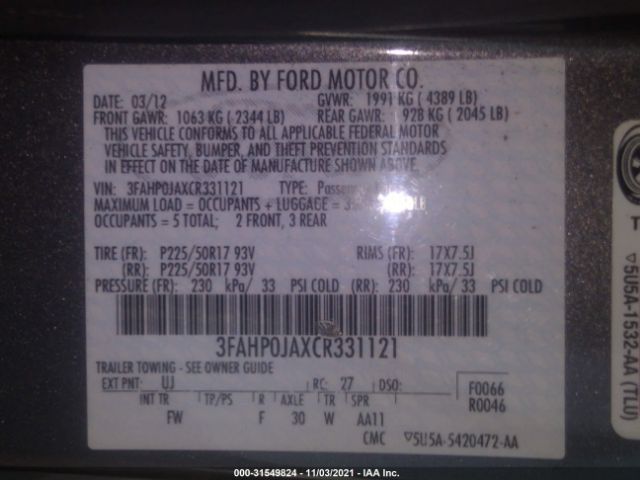 MFD. BY FORD MOTOR CO.
DATE: 03/12 GVWR: 1991 KG ( 4389 LB)
FRONT GAWR: 1063 KG ( 2344 LB) REAR GAWR: 928 KG ( 2045 LB)
THIS VEHICLE CONFORMS TO ALL APPLICABLE FEDERAL MOTOR
VEHICLE SAFETY, BUMPER, AND THEFT PREVENTION STANDARDS
IN EFFECT ON THE DATE OF MANUFACTURE SHOWN ABOVE.
VIN: 3FAHP0JAXCR331121 TYPE:
MAXIMUM LOAD = OCCUPANTS + LUGGAGE =
OCCUPANTS = 5 TOTAL; 2 FRONT, 3 REAR
TIRE (FR): P225/50R17 93V RIMS (FR): 17X7.5J
(RR): P225/50R17 93V (RR): 17X7.5J
PRESSURE (FR): 230 kPa/ 33 PSI COLD (RR): 230 kPa/ 33 PSI COLD
3FAHP0JAXCR331121
TRAILER TOWING - SEE OWNER GUIDE
EXT PNT: UJ RC: 27 DSO: F0066
INT TR TP/PS R AXLE TR SPR R0046
FW F 30 W AA11
CMC 5U5A-5420472-AA
5U5A-1532-AA (TLU)
000-31549824 - 11/03/2021 - IAA Inc.